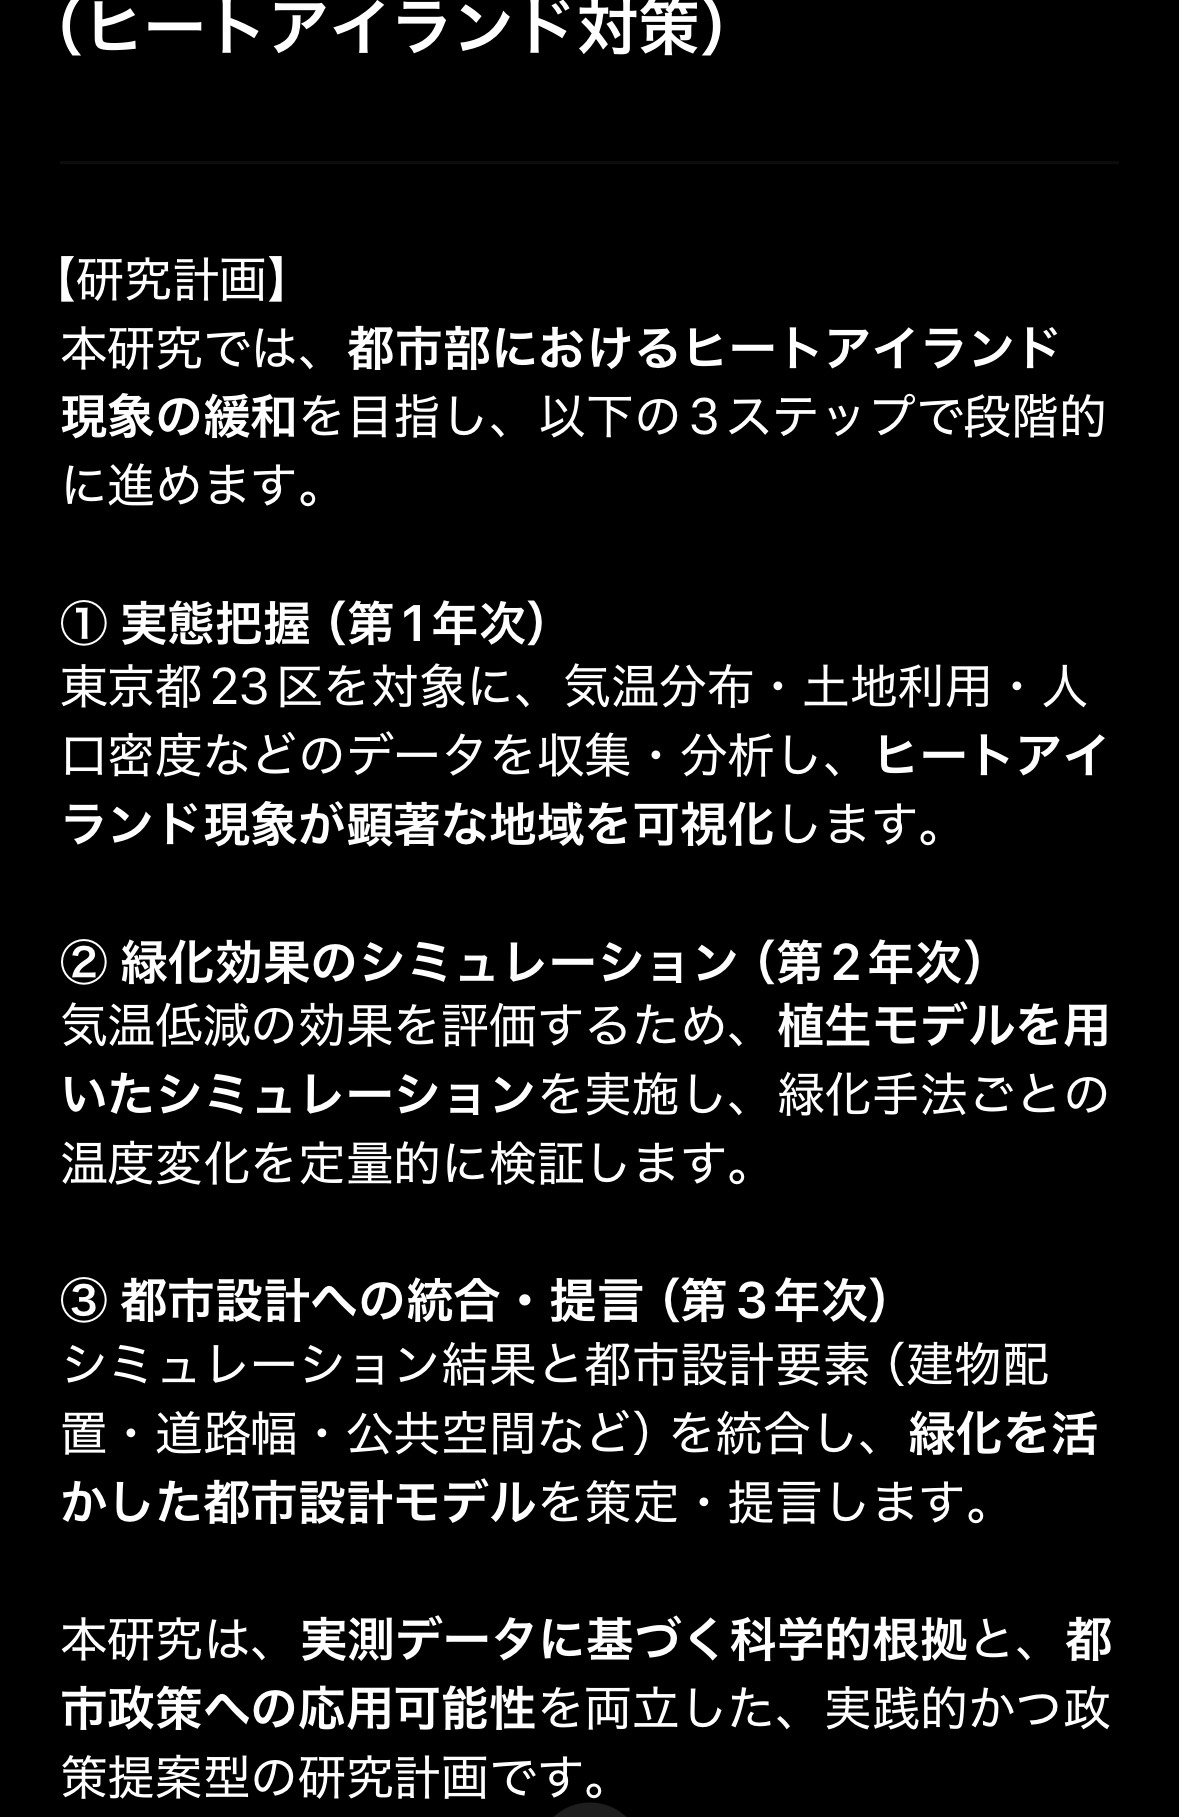 （ヒートアイランド対策）
【研究計画】
本研究では、都市部におけるヒートアイランド
現象の緩和を目指し、以下の3ステップで段階的
に進めます。
① 実態把握（第1年次）
東京都23区を対象に、気温分布・土地利用・人
口密度などのデータを収集・分析し、ヒートアイ
ランド現象が顕著な地域を可視化します。
② 緑化効果のシミュレーション（第2年次）
気温低減の効果を評価するため、植生モデルを用
いたシミュレーションを実施し、緑化手法ごとの
温度変化を定量的に検証します。
③ 都市設計への統合・提言（第3年次）
シミュレーション結果と都市設計要素（建物配
置・道路幅・公共空間など）を統合し、緑化を活
かした都市設計モデルを策定・提言します。
本研究は、実測データに基づく科学的根拠と、都
市政策への応用可能性を両立した、実践的かつ政
策提案型の研究計画です。